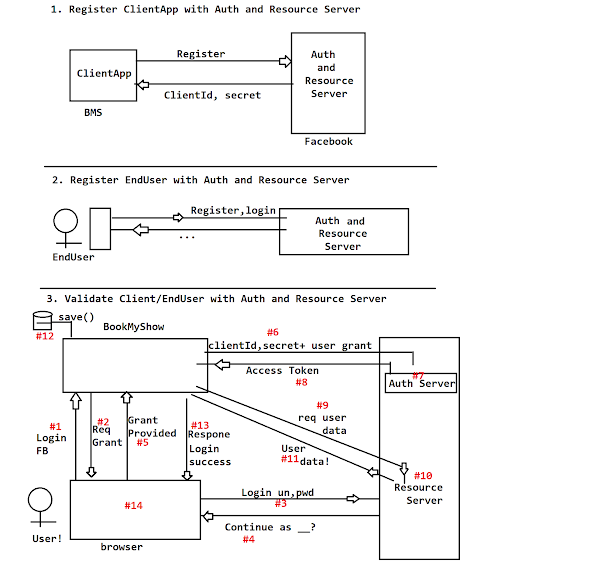 1. Register ClientApp with Auth and Resource Server
Register
ClientApp
Auth
and
Resource
Server
ClientId, secret
BMS
Facebook
2. Register EndUser with Auth and Resource Server
Register,login
...
Auth and
Resource
Server
EndUser
3. Validate Client/EndUser with Auth and Resource Server
save()
#12
BookMyShow
#6
clientId,secret+ user grant
Access Token
#8
#7
Auth Server
#9
req user
data
#1
Login
FB
#2
Req
Grant
Grant
Provided
#5
#13
Respone
Login
success
User
#11 data!
#10
Resource
Server
Login un,pwd
#3
#14
Continue as __?
#4
User!
browser